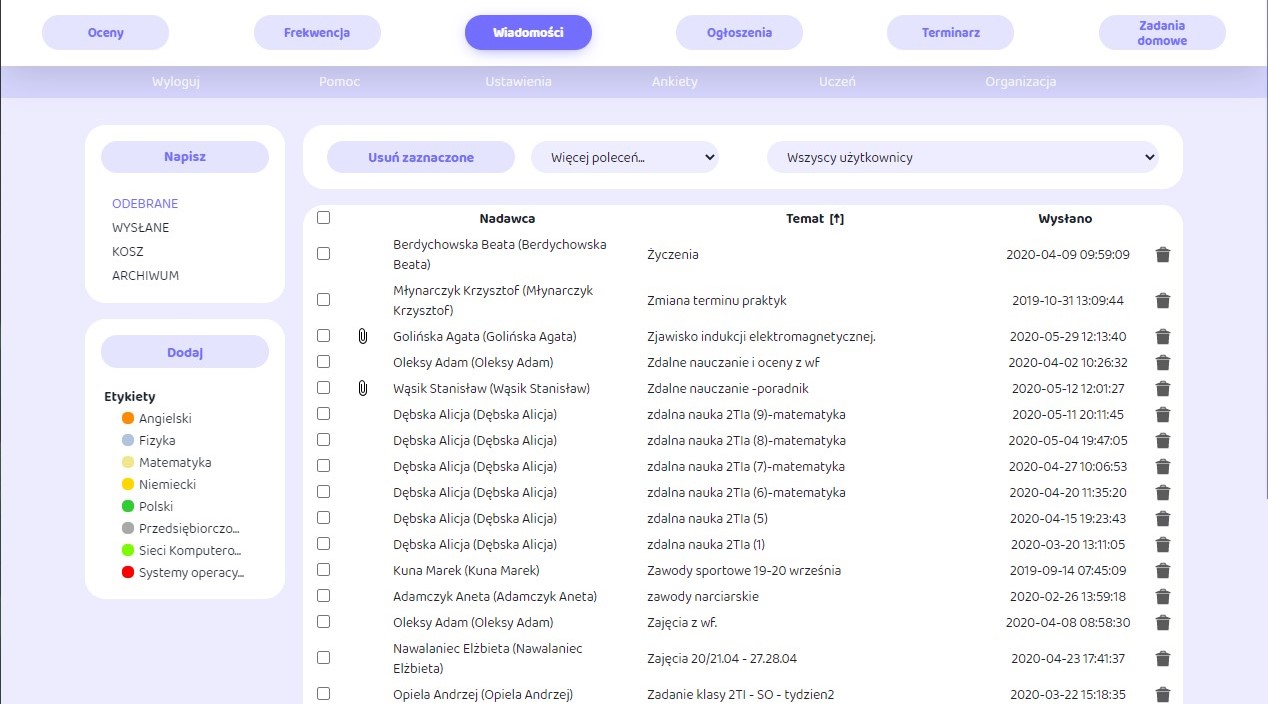 Oceny Frekwencja Wiadomości Ogłoszenia Terminarz Zadania domowe
Wyloguj Pomoc Ustawienia Ankiety Uczeń Organizacja
Napisz
ODEBRANE
WYSŁANE
KOSZ
ARCHIWUM
Dodaj
Etykiety
Angielski
Fizyka
Matematyka
Niemiecki
Polski
Przedsiębiorczo...
Sieci Komputero...
Systemy operacy...
Usuń zaznaczone Więcej poleceń... Wszyscy użytkownicy
Nadawca Temat [↑] Wysłano
Berdychowska Beata (Berdychowska Beata) Życzenia 2020-04-09 09:59:09
Młynarczyk Krzysztof (Młynarczyk Krzysztof) Zmiana terminu praktyk 2019-10-31 13:09:44
Golińska Agata (Golińska Agata) Zjawisko indukcji elektromagnetycznej. 2020-05-29 12:13:40
Oleksy Adam (Oleksy Adam) Zdalne nauczanie i oceny z wf 2020-04-02 10:26:32
Wąsik Stanisław (Wąsik Stanisław) Zdalne nauczanie -poradnik 2020-05-12 12:01:27
Dębska Alicja (Dębska Alicja) zdalna nauka 2TIa (9)-matematyka 2020-05-11 20:11:45
Dębska Alicja (Dębska Alicja) zdalna nauka 2TIa (8)-matematyka 2020-05-04 19:47:05
Dębska Alicja (Dębska Alicja) zdalna nauka 2TIa (7)-matematyka 2020-04-27 10:06:53
Dębska Alicja (Dębska Alicja) zdalna nauka 2TIa (6)-matematyka 2020-04-20 11:35:20
Dębska Alicja (Dębska Alicja) zdalna nauka 2TIa (5) 2020-04-15 19:23:43
Dębska Alicja (Dębska Alicja) zdalna nauka 2TIa (1) 2020-03-20 13:11:05
Kuna Marek (Kuna Marek) Zawody sportowe 19-20 września 2019-09-14 07:45:09
Adamczyk Aneta (Adamczyk Aneta) zawody narciarskie 2020-02-26 13:59:18
Oleksy Adam (Oleksy Adam) Zajęcia z wf. 2020-04-08 08:58:30
Nawalaniec Elżbieta (Nawalaniec Elżbieta) Zajęcia 20/21.04 - 27.28.04 2020-04-23 17:41:37
Opiela Andrzej (Opiela Andrzej) Zadanie klasy 2TI - SO - tydzien2 2020-03-22 15:18:35